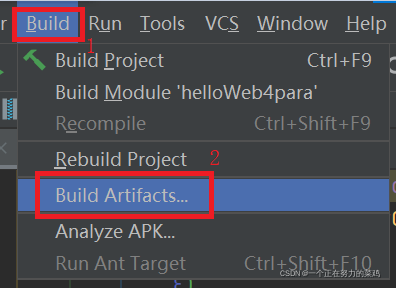 r Build Run Tools VCS Window Help
1
Build Project Ctrl+F9
Build Module 'helloWeb4para'
Recompile Ctrl+Shift+F9
Rebuild Project 2
Build Artifacts...
Analyze APK...
Run Ant Target Ctrl+Shift+F10
CSDN @一个正在努力的菜鸡